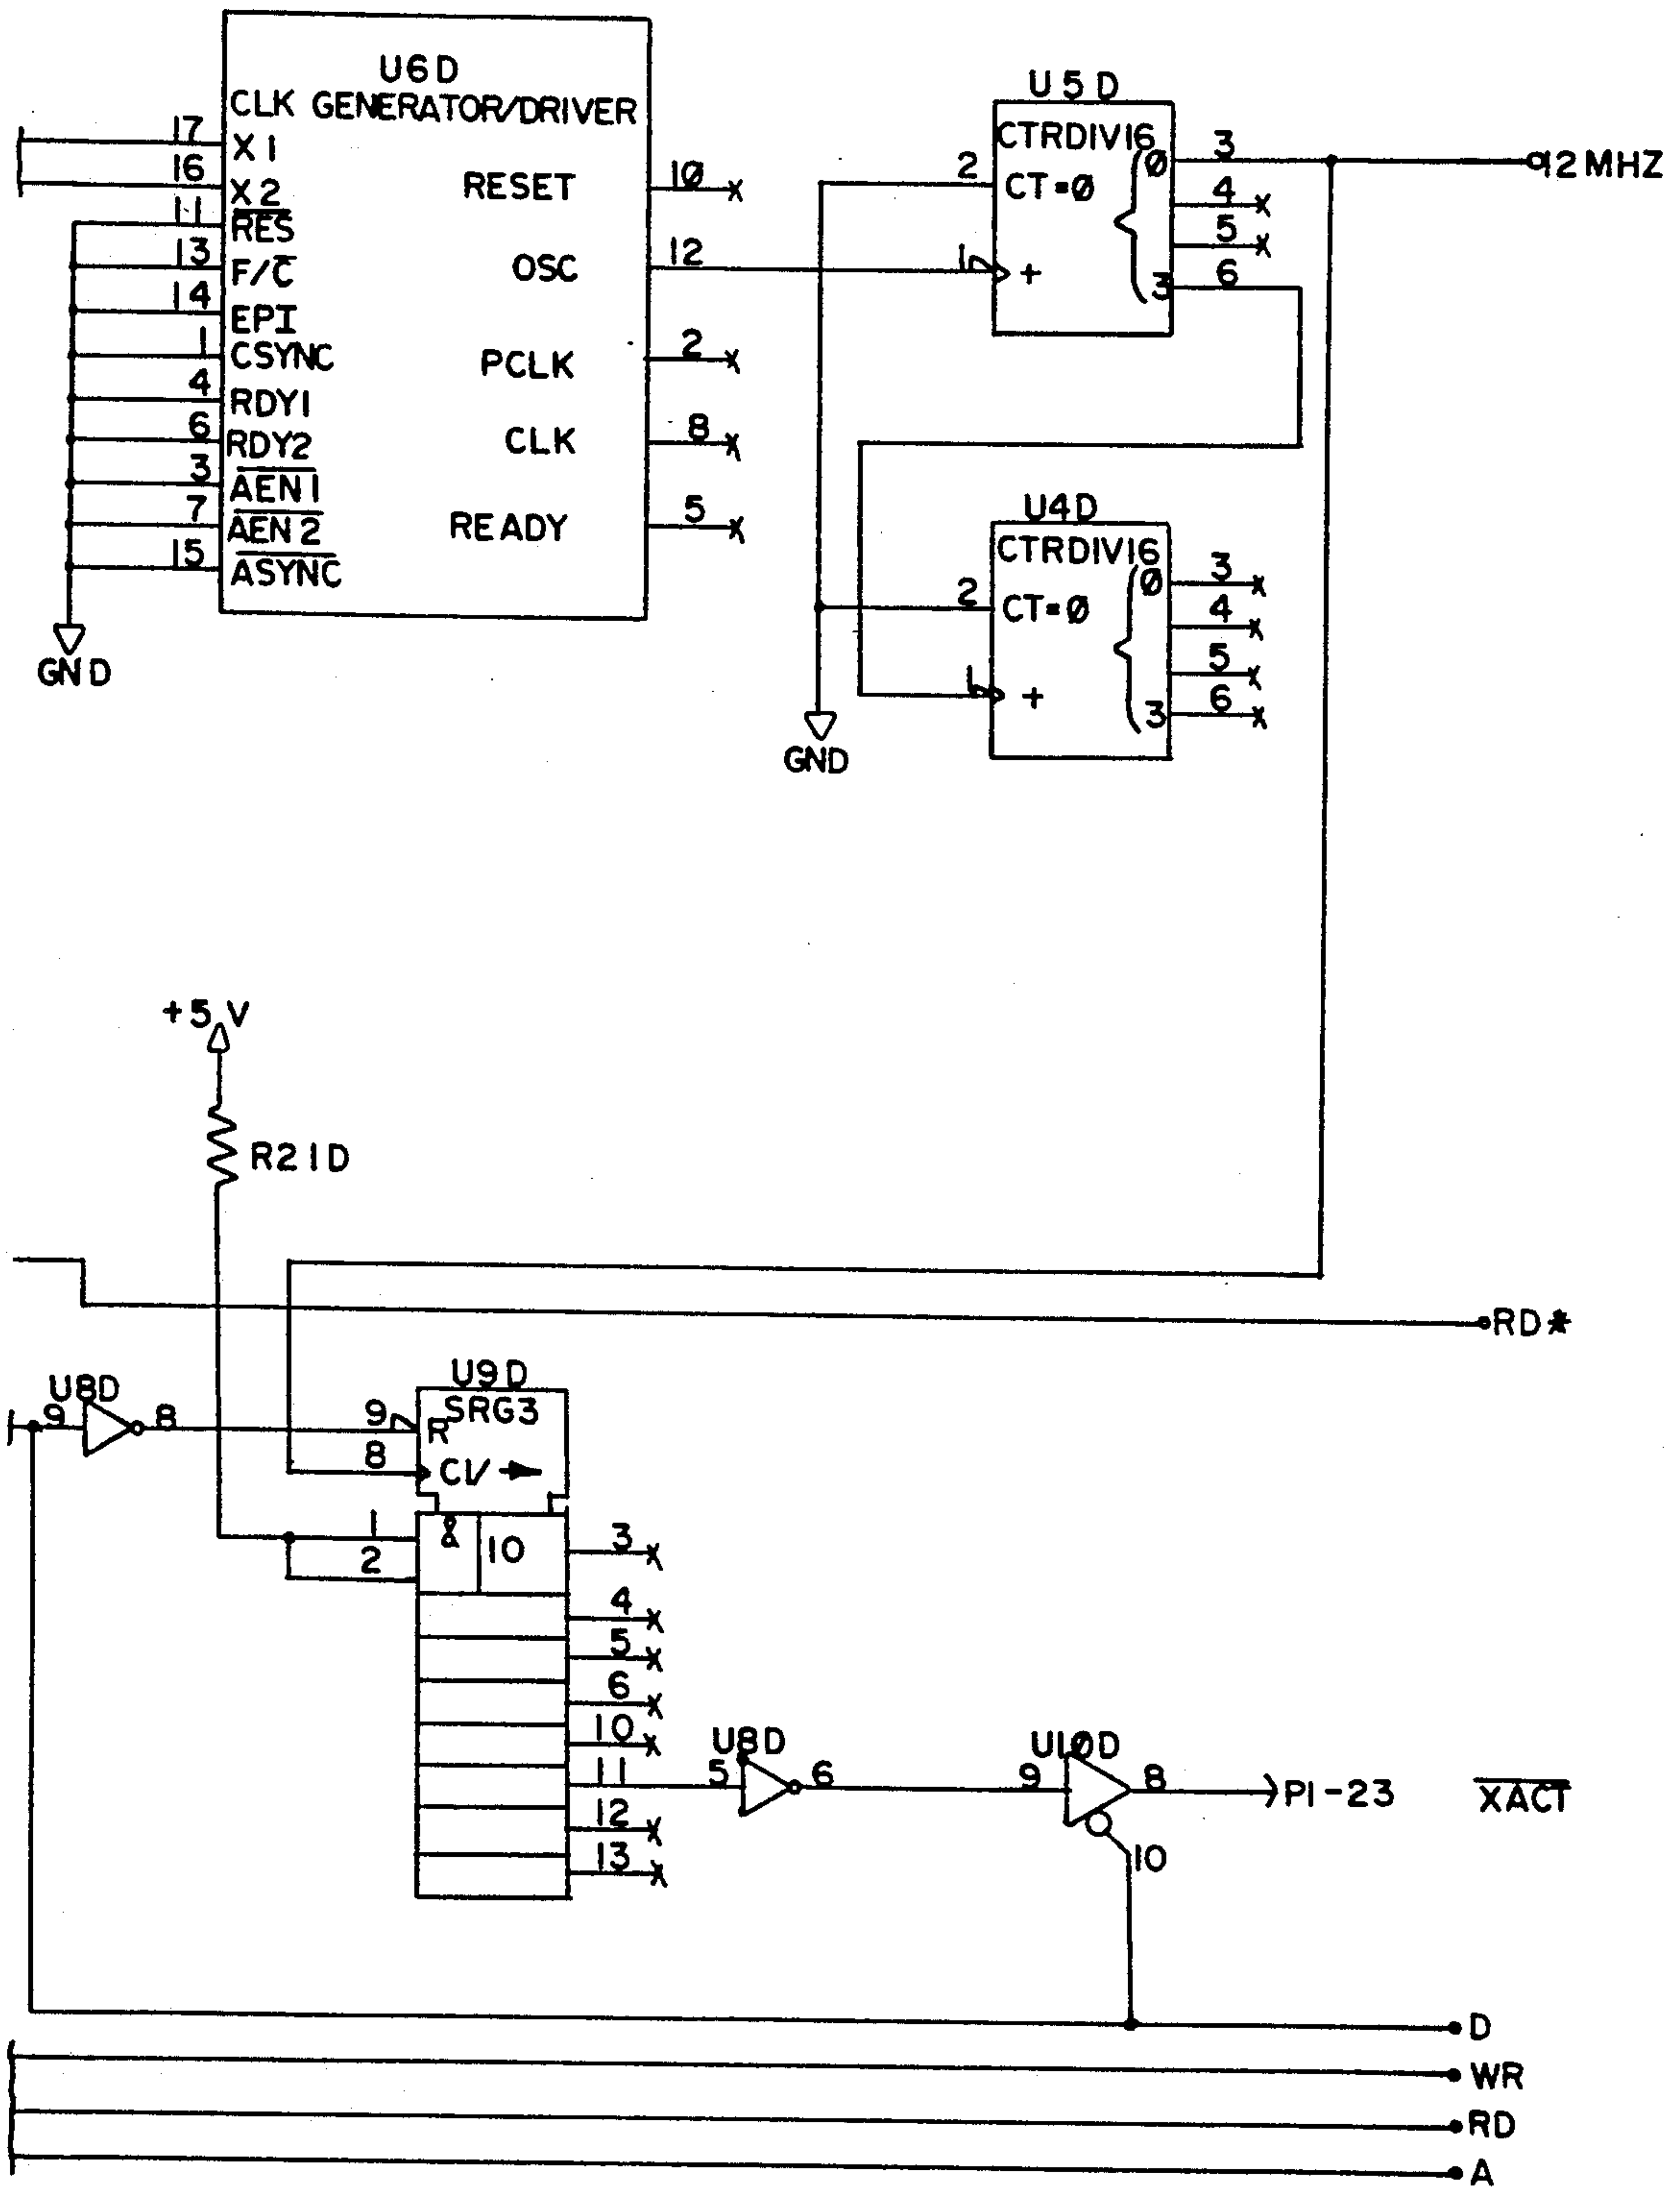 U6D
CLK GENERATOR/DRIVER
17 X1
16 X2
11 RES
13 F/C
14 EPI
1 CSYNC
4 RDY1
6 RDY2
3 AEN1
7 AEN2
15 ASYNC
GND
RESET 10
OSC 12
PCLK 2
CLK 8
READY 5
U5D
CTRDIV16
2 CT=0
1 +
0 3
4
5
3 6
12MHZ
U4D
CTRDIV16
2 CT=0
1 +
0 3
4
5
3 6
GND
+5V
R21D
RD*
U8D
9 8
U9D
SRG3
9 R
8 C1/
1 & 10 3
2
4
5
6
10
11
12
13
U8D
5 6
U10D
9 8
10
P1-23 XACT
D
WR
RD
A